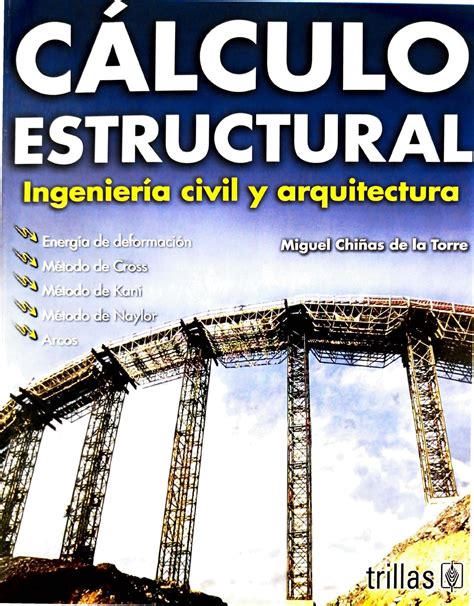 CÁLCULO
ESTRUCTURAL
Ingeniería civil y arquitectura
Energía de deformación
Miguel Chiñas de la Torre
Método de Cross
Método de Kani
Método de Naylor
Arcos
trillas